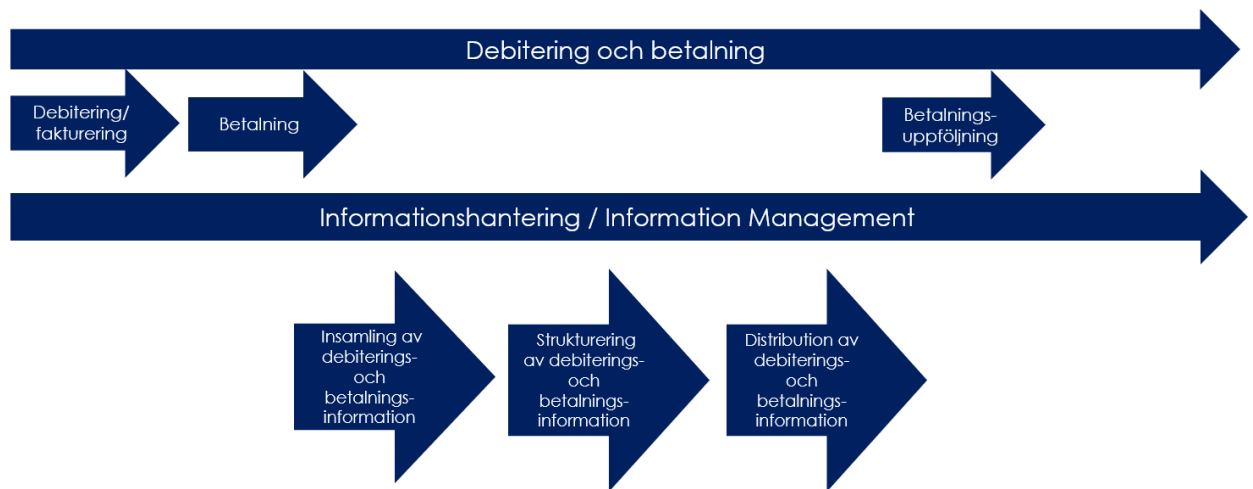 Debitering och betalning
Debitering/
fakturering
Betalning
Betalnings-
uppföljning
Informationshantering / Information Management
Insamling av
debiterings-
och
betalnings-
information
Strukturering
av debiterings-
och
betalnings-
information
Distribution av
debiterings-
och
betalnings-
information